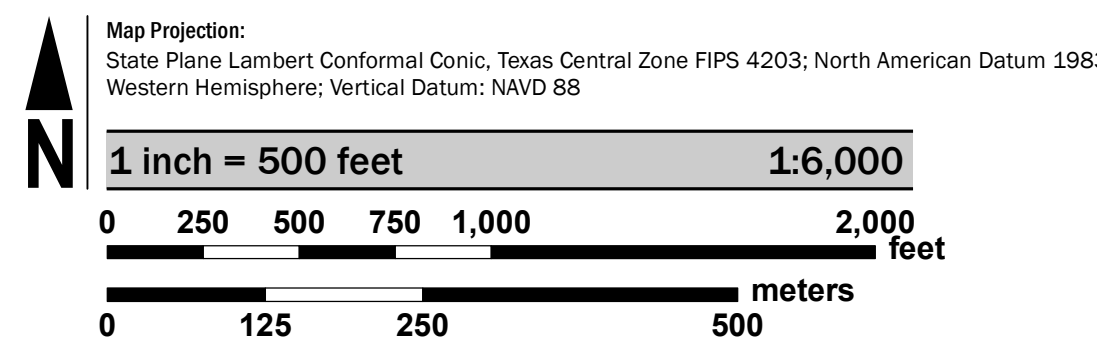 Map Projection:
State Plane Lambert Conformal Conic, Texas Central Zone FIPS 4203; North American Datum 1983
Western Hemisphere; Vertical Datum: NAVD 88
N
1 inch = 500 feet 1:6,000
0 250 500 750 1,000 2,000
feet
meters
0 125 250 500